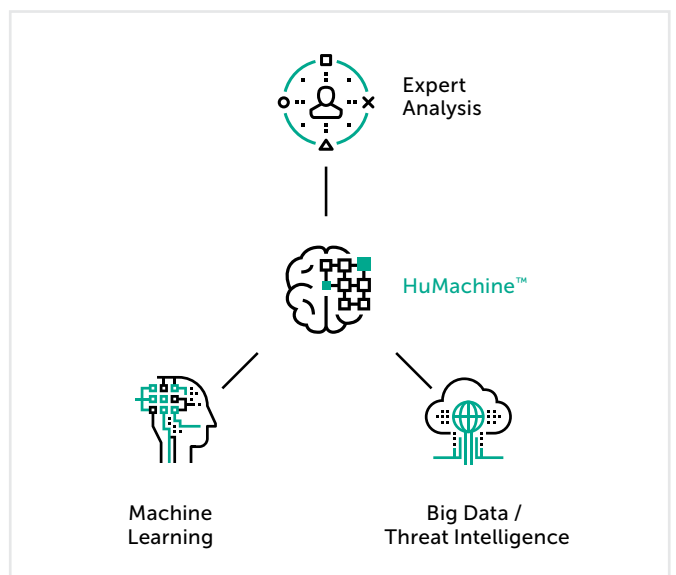 Expert
Analysis
HuMachine™
Machine
Learning
Big Data /
Threat Intelligence